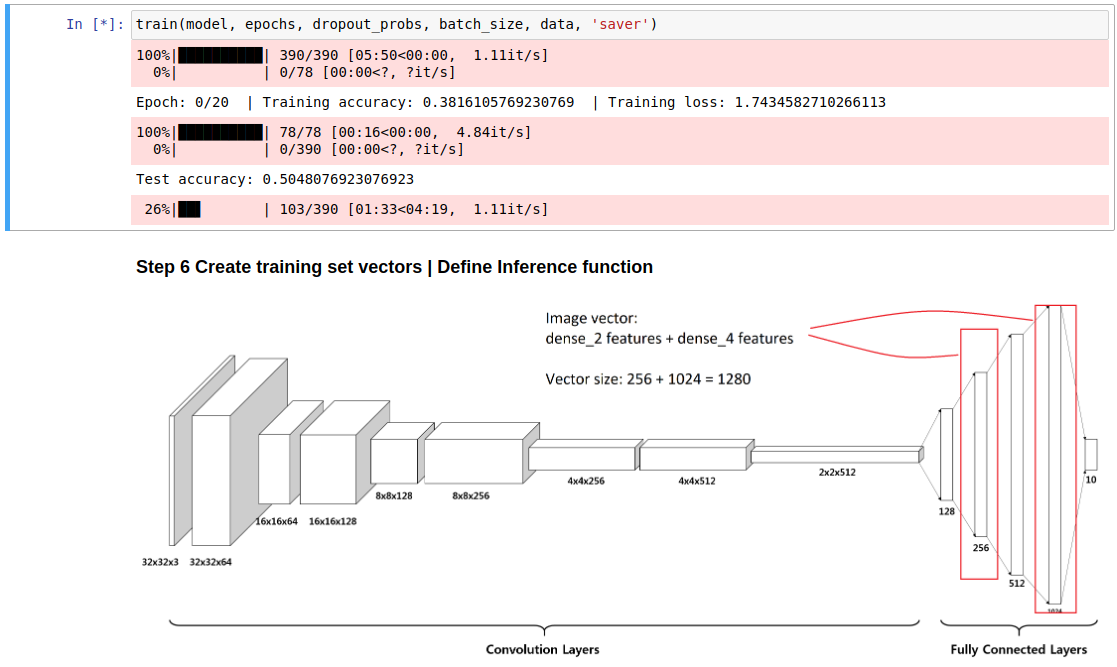 In [*]: train(model, epochs, dropout_probs, batch_size, data, 'saver')
100%|██████████| 390/390 [05:50<00:00,  1.11it/s]
  0%|          | 0/78 [00:00<?, ?it/s]
Epoch: 0/20  | Training accuracy: 0.3816105769230769  | Training loss: 1.7434582710266113
100%|██████████| 78/78 [00:16<00:00,  4.84it/s]
  0%|          | 0/390 [00:00<?, ?it/s]
Test accuracy: 0.5048076923076923
 26%|██▋       | 103/390 [01:33<04:19,  1.11it/s]
Step 6 Create training set vectors | Define Inference function
Image vector:
dense_2 features + dense_4 features
Vector size: 256 + 1024 = 1280
32x32x3
32x32x64
16x16x64
16x16x128
8x8x128
8x8x256
4x4x256
4x4x512
2x2x512
128
256
512
1024
10
Convolution Layers
Fully Connected Layers